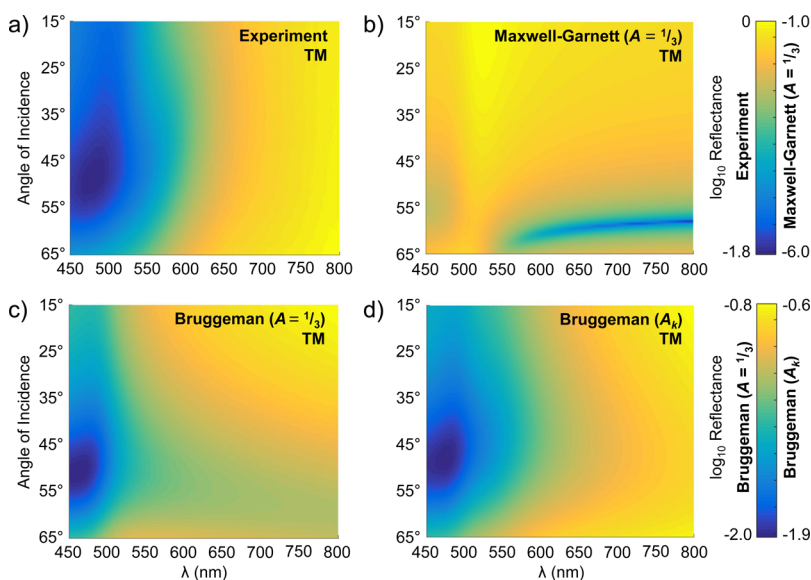 a)
Experiment
TM
15°
25°
35°
45°
55°
65°
Angle of Incidence
450 500 550 600 650 700 750 800
b)
Maxwell-Garnett (A = 1/3)
TM
15°
25°
35°
45°
55°
65°
450 500 550 600 650 700 750 800
0
-1.8
log10 Reflectance
Experiment
-1.0
-6.0
Maxwell-Garnett (A = 1/3)
c)
Bruggeman (A = 1/3)
TM
15°
25°
35°
45°
55°
65°
Angle of Incidence
450 500 550 600 650 700 750 800
λ (nm)
d)
Bruggeman (Ak)
TM
15°
25°
35°
45°
55°
65°
450 500 550 600 650 700 750 800
λ (nm)
-0.8
-2.0
log10 Reflectance
Bruggeman (A = 1/3)
-0.6
-1.9
Bruggeman (Ak)